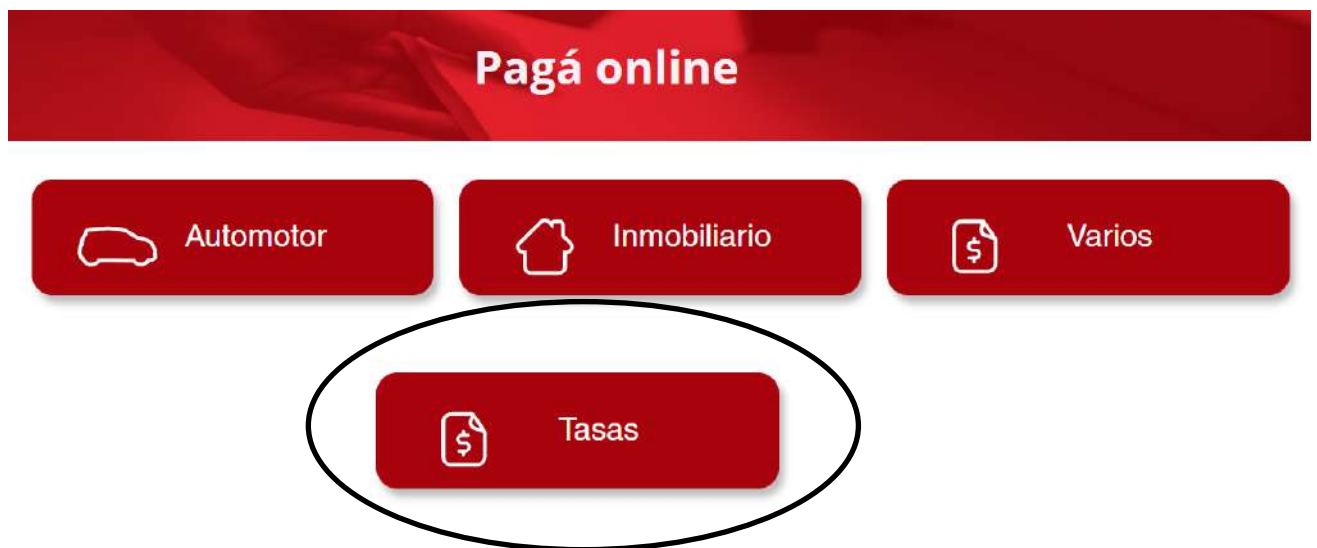 Pagá online
Automotor
Inmobiliario
$ Varios
$ Tasas